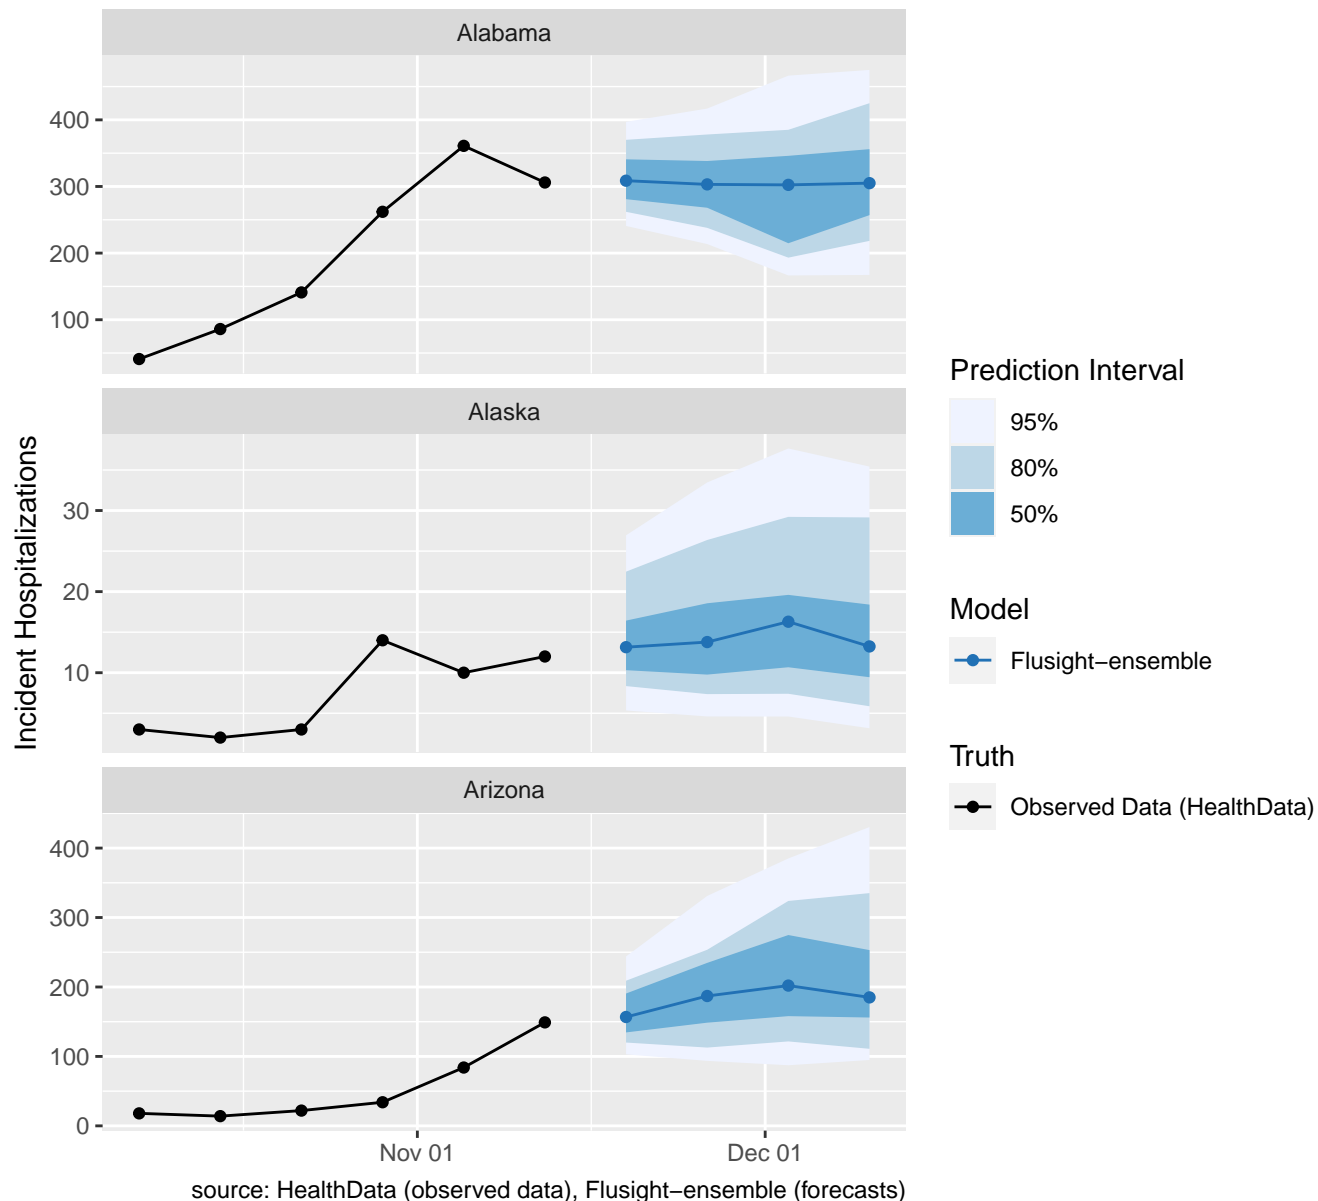 Alabama
400
300
200
100
Alaska
30
20
10
Arizona
400
300
200
100
0
Nov 01
Dec 01
Incident Hospitalizations
source: HealthData (observed data), Flusight−ensemble (forecasts)
Prediction Interval
95%
80%
50%
Model
Flusight−ensemble
Truth
Observed Data (HealthData)